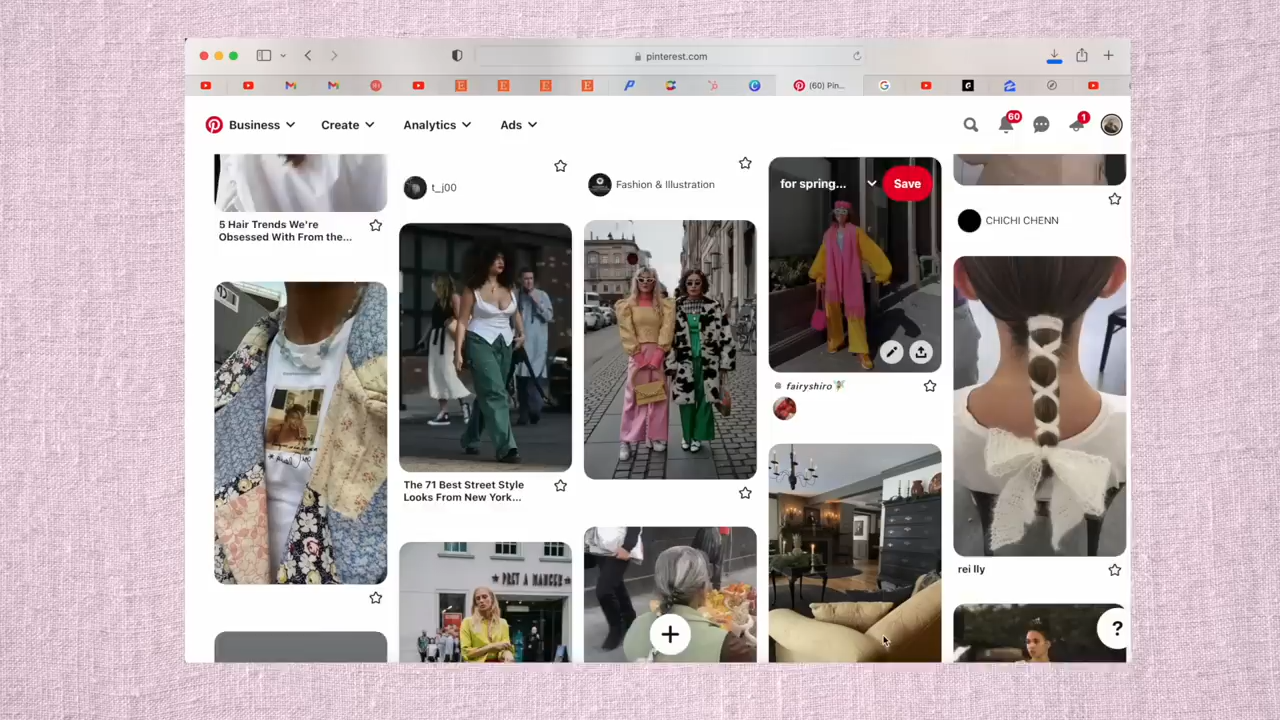 pinterest.com
(60) Pin...
Business
Create
Analytics
Ads
60
1
5 Hair Trends We're
Obsessed With From the...
t_j00
Fashion & Illustration
for spring...
Save
CHICHI CHENN
fairyshiro
The 71 Best Street Style
Looks From New York...
PRET A MANGER
rei lly
?